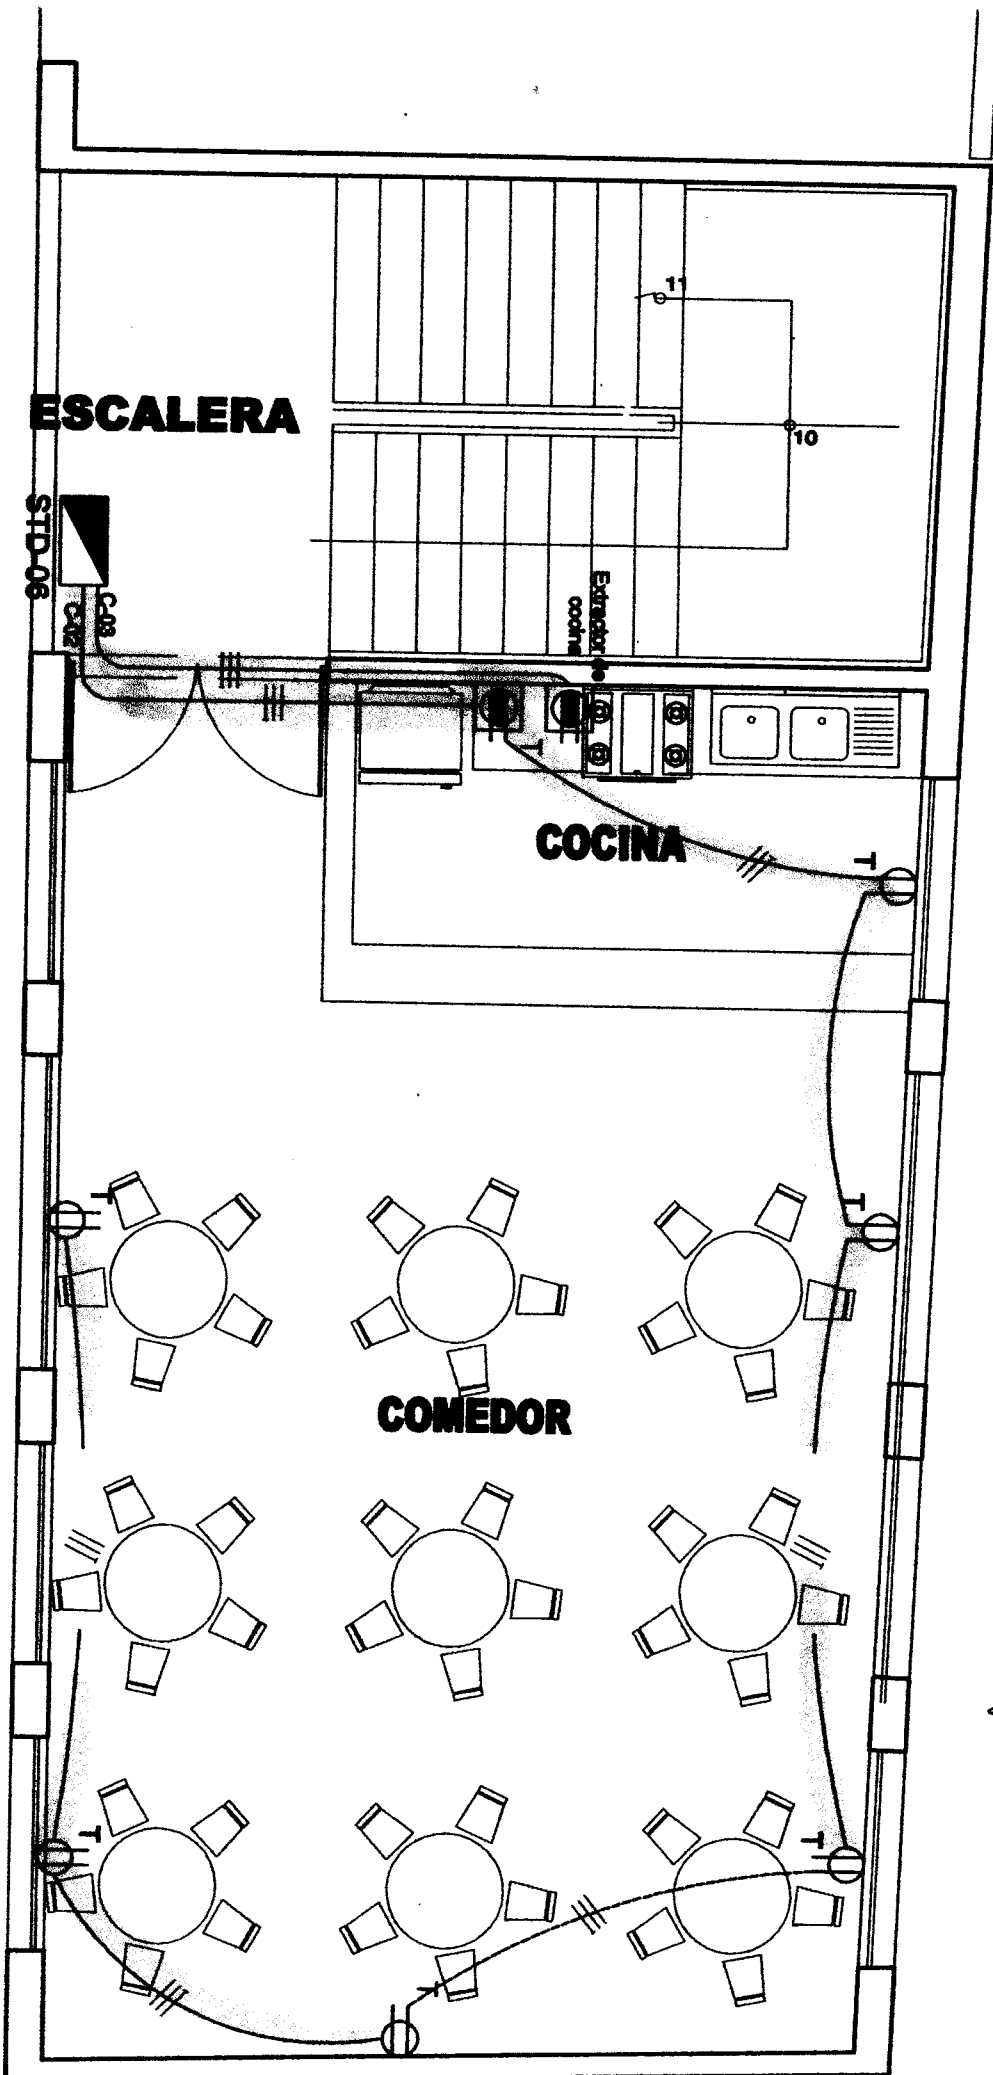 11
10
ESCALERA
STD-06
C-03
C-02
Extractor de
cocina
T
COCINA
T
T
T
COMEDOR
T
T
T